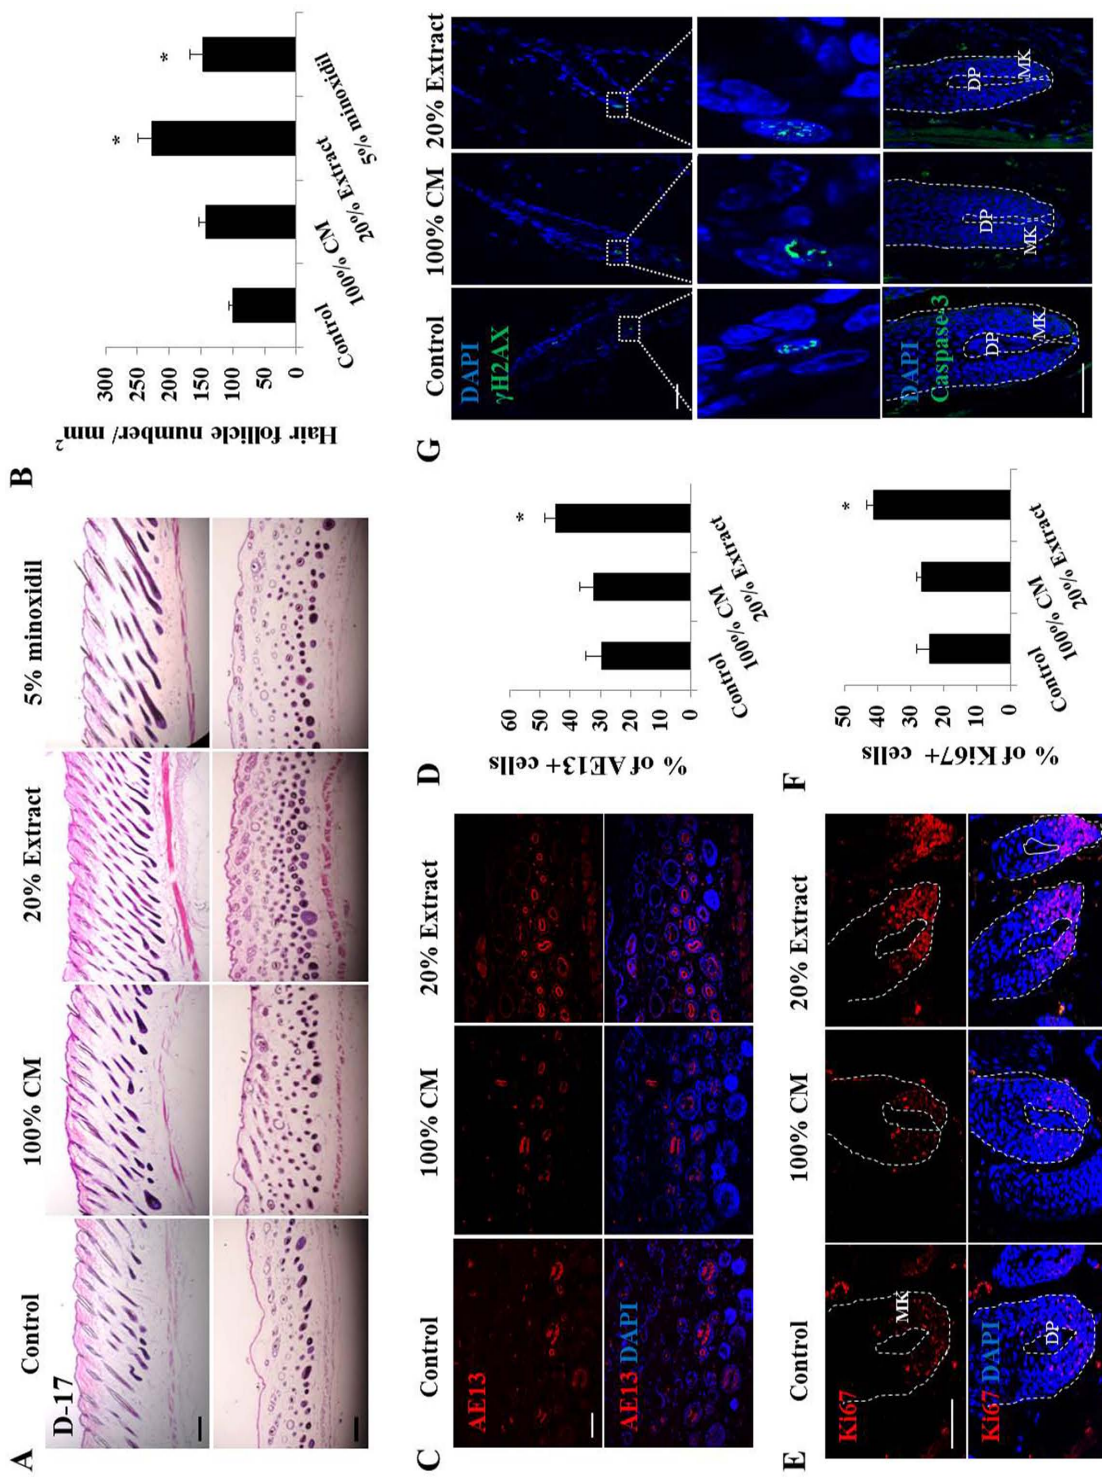 A
Control
100% CM
20% Extract
5% minoxidil
D-17
B
Hair follicle number/ mm²
300
250
200
150
100
50
0
Control
100% CM
20% Extract
5% minoxidil
*
*
C
Control
100% CM
20% Extract
AE13
AE13 DAPI
D
% of AE13+ cells
60
50
40
30
20
10
0
Control
100% CM
20% Extract
*
E
Control
100% CM
20% Extract
Ki67
MK
Ki67 DAPI
DP
F
% of Ki67+ cells
50
40
30
20
10
0
Control
100% CM
20% Extract
*
G
Control
100% CM
20% Extract
DAPI
γH2AX
DAPI
Caspase-3
DP
MK
DP
MK
DP
MK